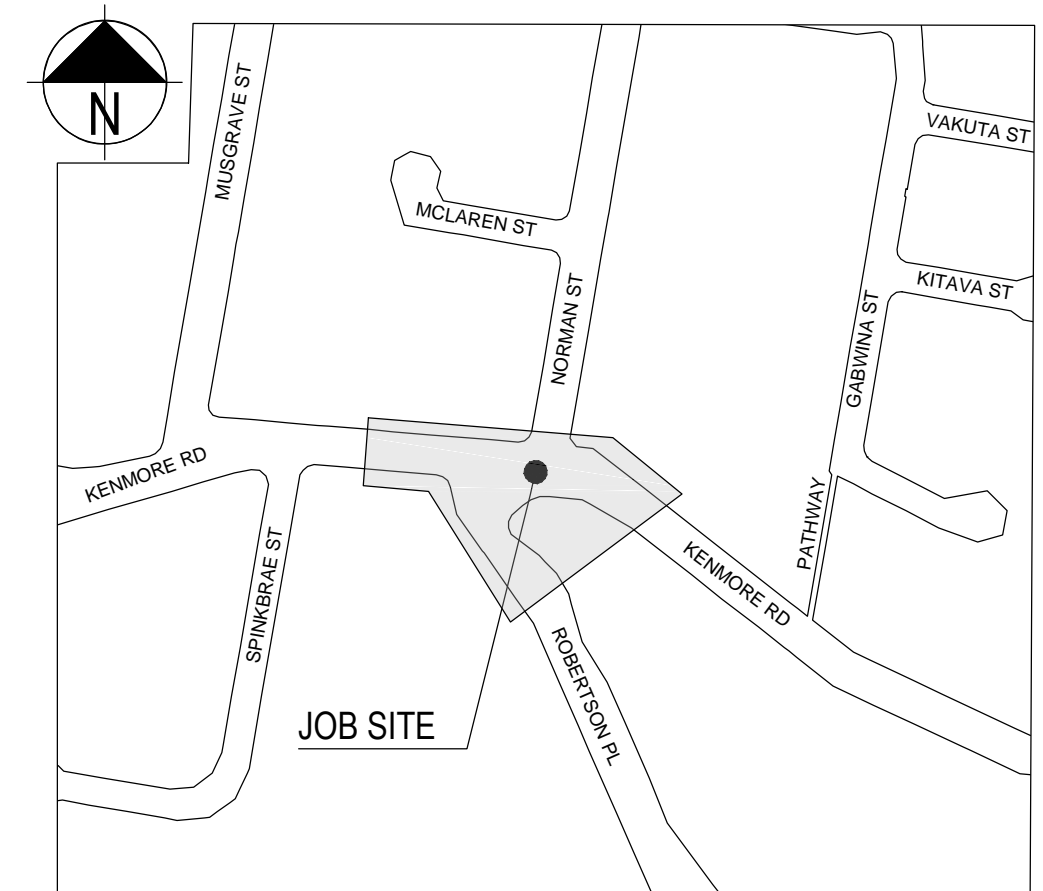 N
MUSGRAVE ST
VAKUTA ST
MCLAREN ST
KITAVA ST
NORMAN ST
GABWINA ST
KENMORE RD
PATHWAY
SPINKBRAE ST
KENMORE RD
ROBERTSON PL
JOB SITE